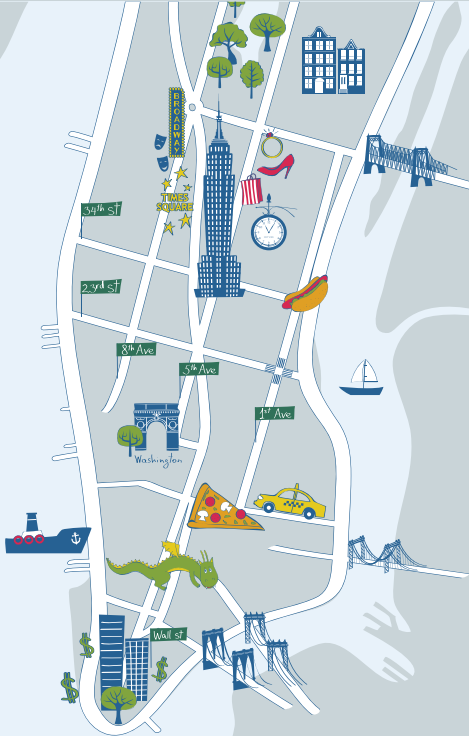 BROADWAY
TIMES
SQUARE
34th st
23rd st
8th Ave
5th Ave
1st Ave
Washington
Wall st